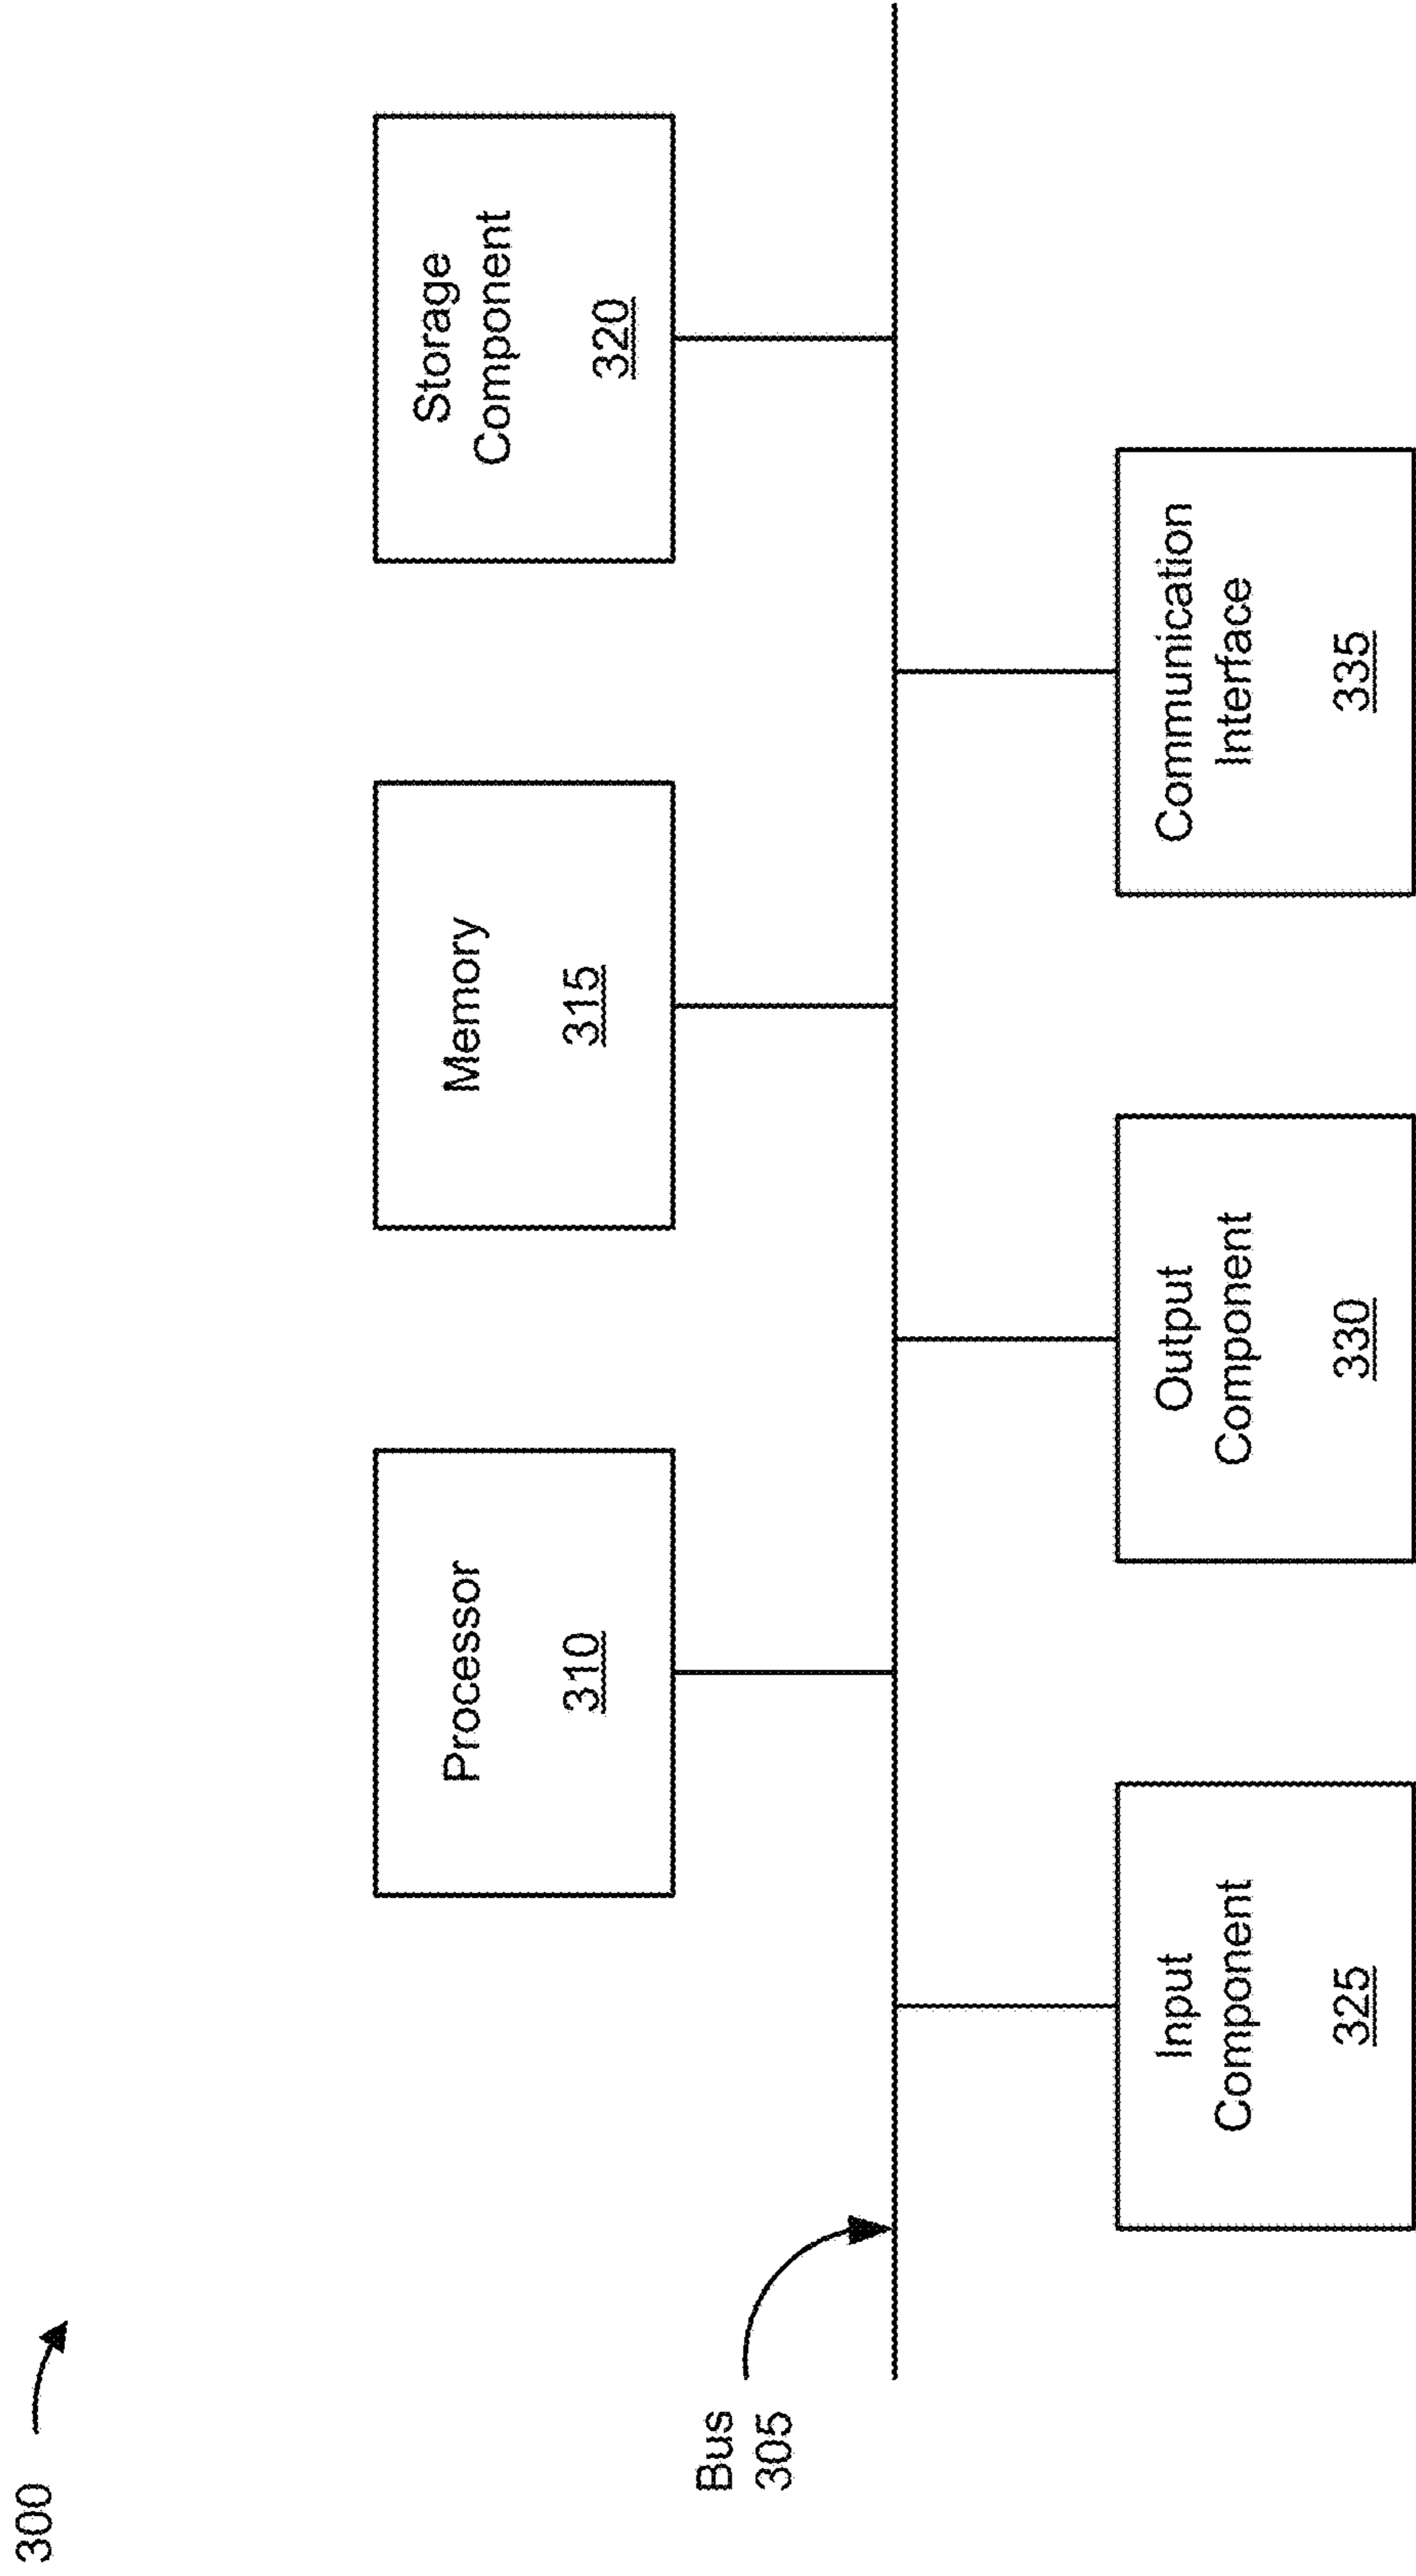 300
Processor
310
Memory
315
Storage
Component
320
Bus
305
Input
Component
325
Output
Component
330
Communication
Interface
335